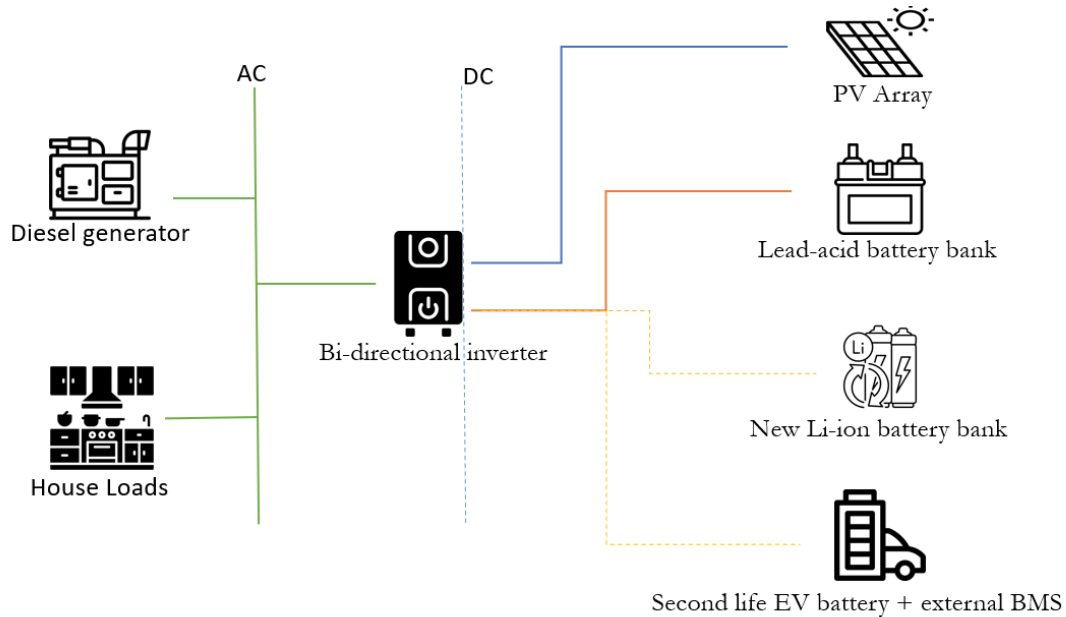 AC
DC
PV Array
Diesel generator
Lead-acid battery bank
Bi-directional inverter
Li
New Li-ion battery bank
House Loads
Second life EV battery + external BMS